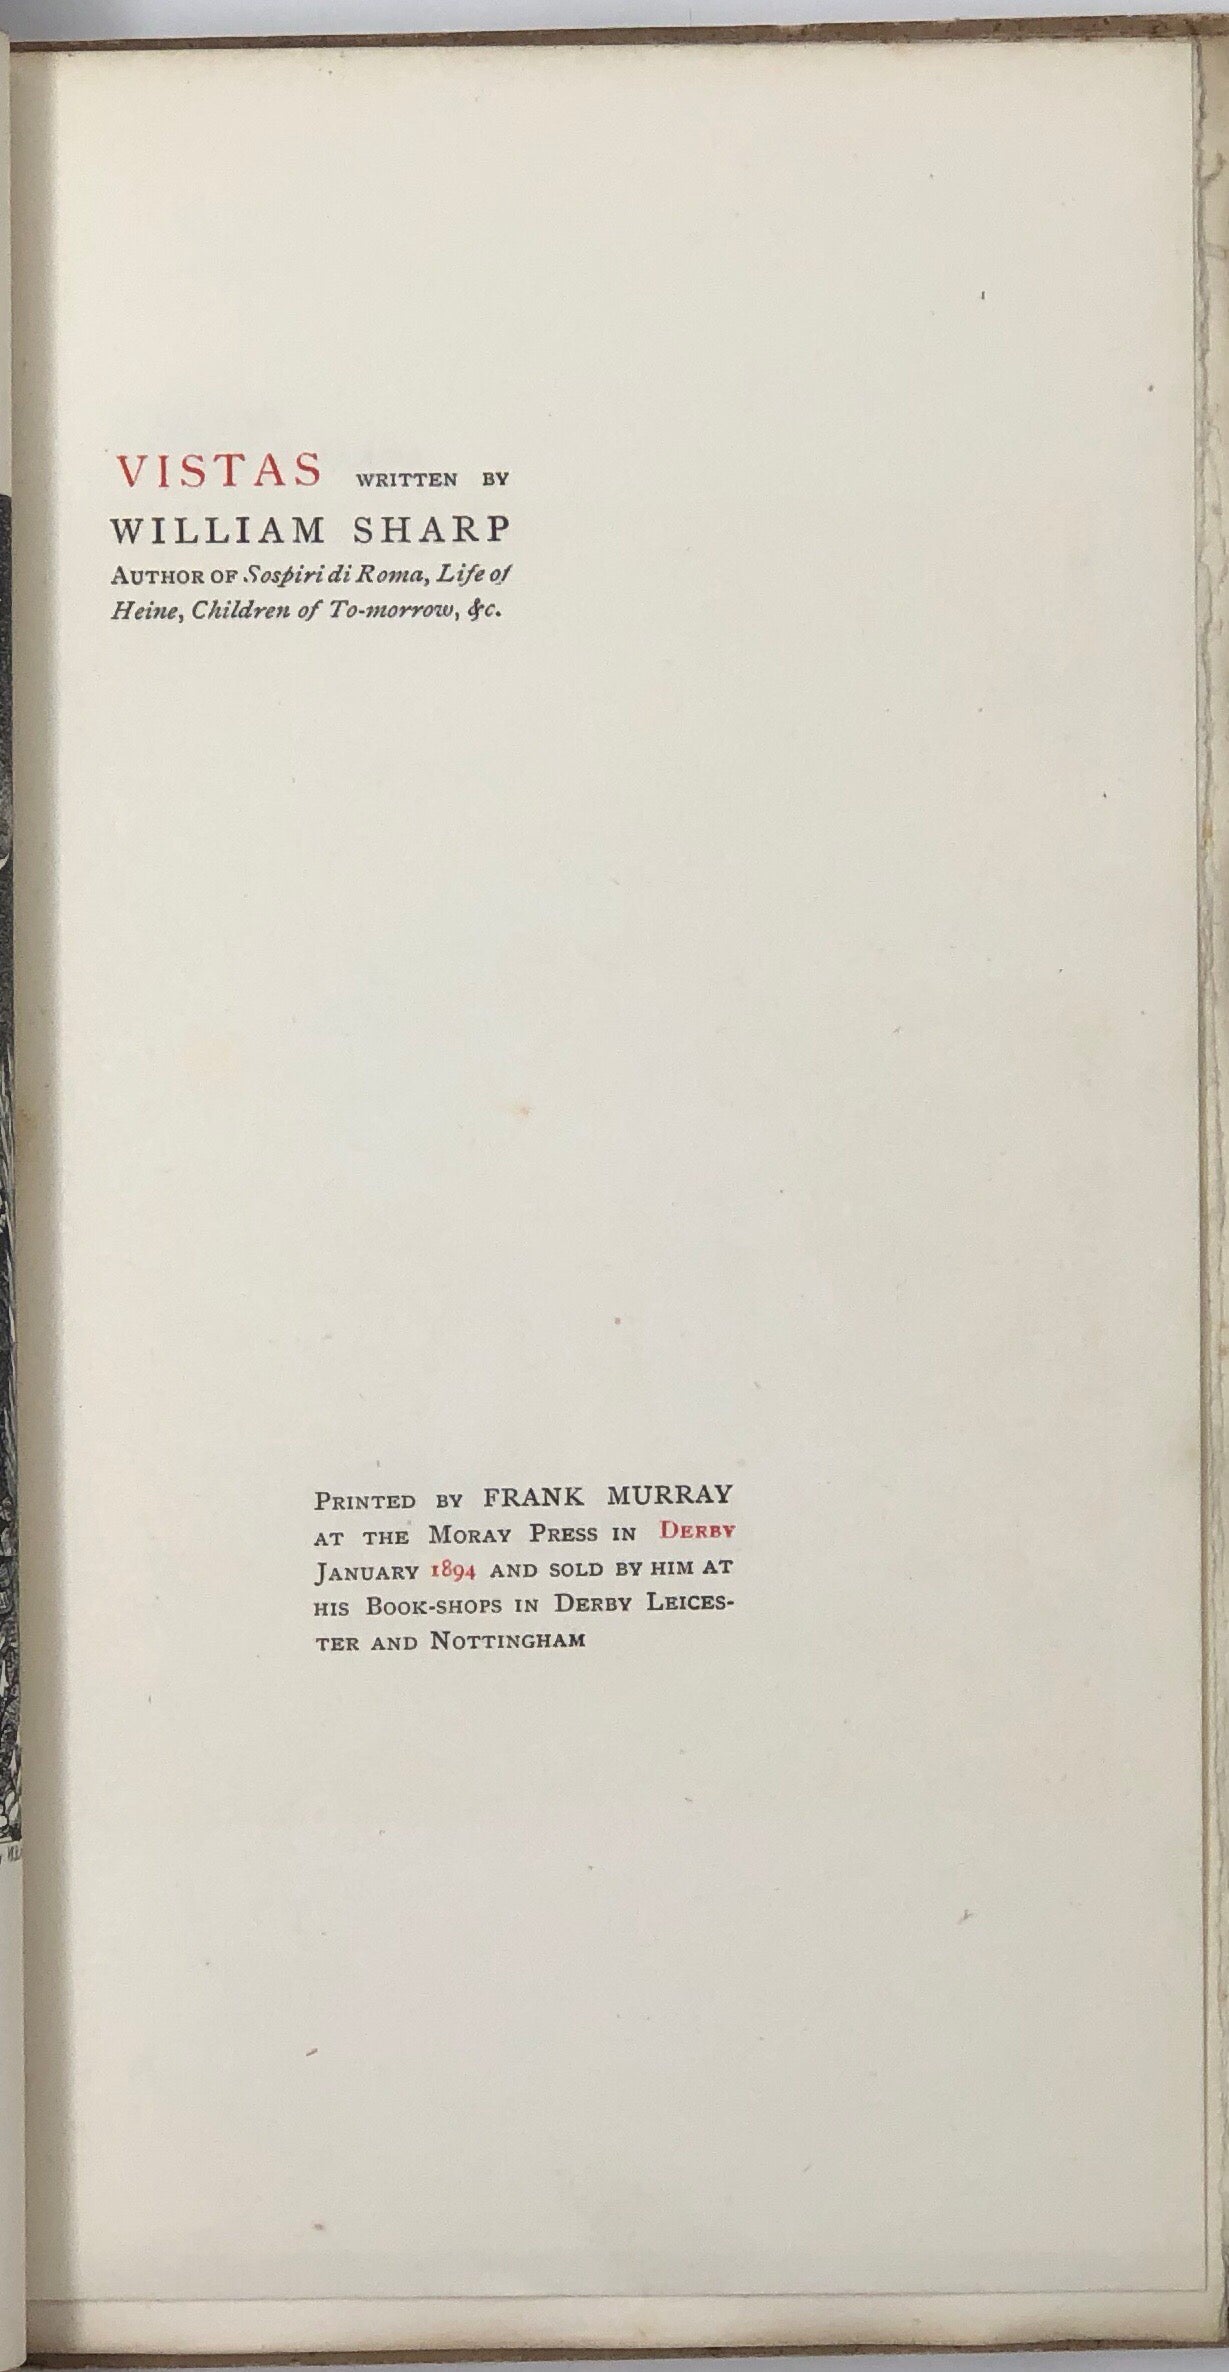 VISTAS WRITTEN BY
WILLIAM SHARP
AUTHOR OF Sospiri di Roma, Life of
Heine, Children of To-morrow, &c.
PRINTED BY FRANK MURRAY
AT THE MORAY PRESS IN DERBY
JANUARY 1894 AND SOLD BY HIM AT
HIS BOOK-SHOPS IN DERBY LEICES-
TER AND NOTTINGHAM